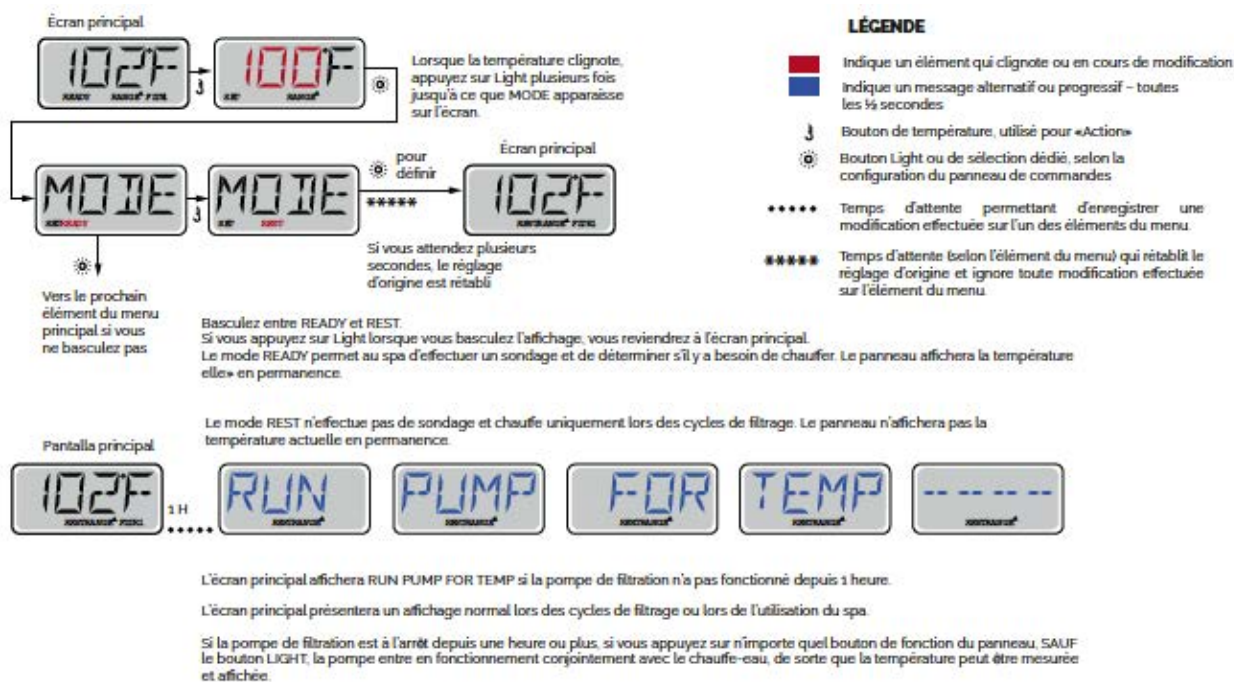 Écran principal
102°F
READY RANGE FILTR1
100°F
SET RANGE
Lorsque la température clignote,
appuyez sur Light plusieurs fois
jusqu'à ce que MODE apparaisse
sur l'écran.
LÉGENDE
Indique un élément qui clignote ou en cours de modification
Indique un message alternatif ou progressif – toutes
les ½ secondes
Bouton de température, utilisé pour «Action»
Bouton Light ou de sélection dédié, selon la
configuration du panneau de commandes
••••• Temps d'attente permettant d'enregistrer une
modification effectuée sur l'un des éléments du menu.
***** Temps d'attente (selon l'élément du menu) qui rétablit le
réglage d'origine et ignore toute modification effectuée
sur l'élément du menu.
MODE
SET READY
MODE
SET REST
pour
définir
*****
Écran principal
102°F
Si vous attendez plusieurs
secondes, le réglage
d'origine est rétabli
Vers le prochain
élément du menu
principal si vous
ne basculez pas
Basculez entre READY et REST.
Si vous appuyez sur Light lorsque vous basculez l'affichage, vous reviendrez à l'écran principal.
Le mode READY permet au spa d'effectuer un sondage et de déterminer s'il y a besoin de chauffer. Le panneau affichera la température
elle» en permanence.
Le mode REST n'effectue pas de sondage et chauffe uniquement lors des cycles de filtrage. Le panneau n'affichera pas la
température actuelle en permanence.
Pantalla principal
102°F
1 H
•••••
RUN
PUMP
FOR
TEMP
-- -- -- --
L'écran principal affichera RUN PUMP FOR TEMP si la pompe de filtration n'a pas fonctionné depuis 1 heure.
L'écran principal présentera un affichage normal lors des cycles de filtrage ou lors de l'utilisation du spa.
Si la pompe de filtration est à l'arrêt depuis une heure ou plus, si vous appuyez sur n'importe quel bouton de fonction du panneau, SAUF
le bouton LIGHT, la pompe entre en fonctionnement conjointement avec le chauffe-eau, de sorte que la température peut être mesurée
et affichée.